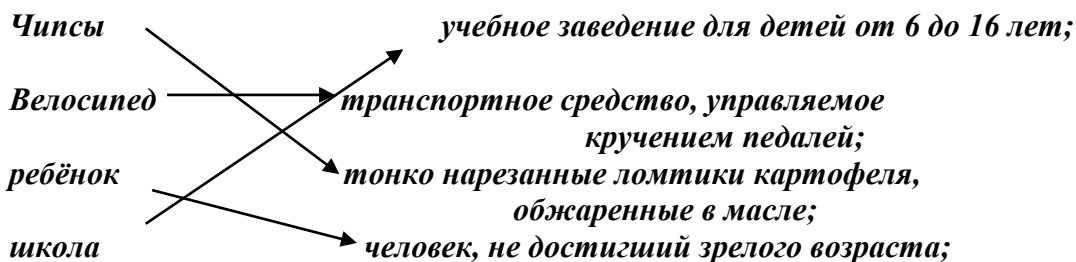 Чипсы учебное заведение для детей от 6 до 16 лет;
Велосипед транспортное средство, управляемое
кручением педалей;
ребёнок тонко нарезанные ломтики картофеля,
обжаренные в масле;
школа человек, не достигший зрелого возраста;